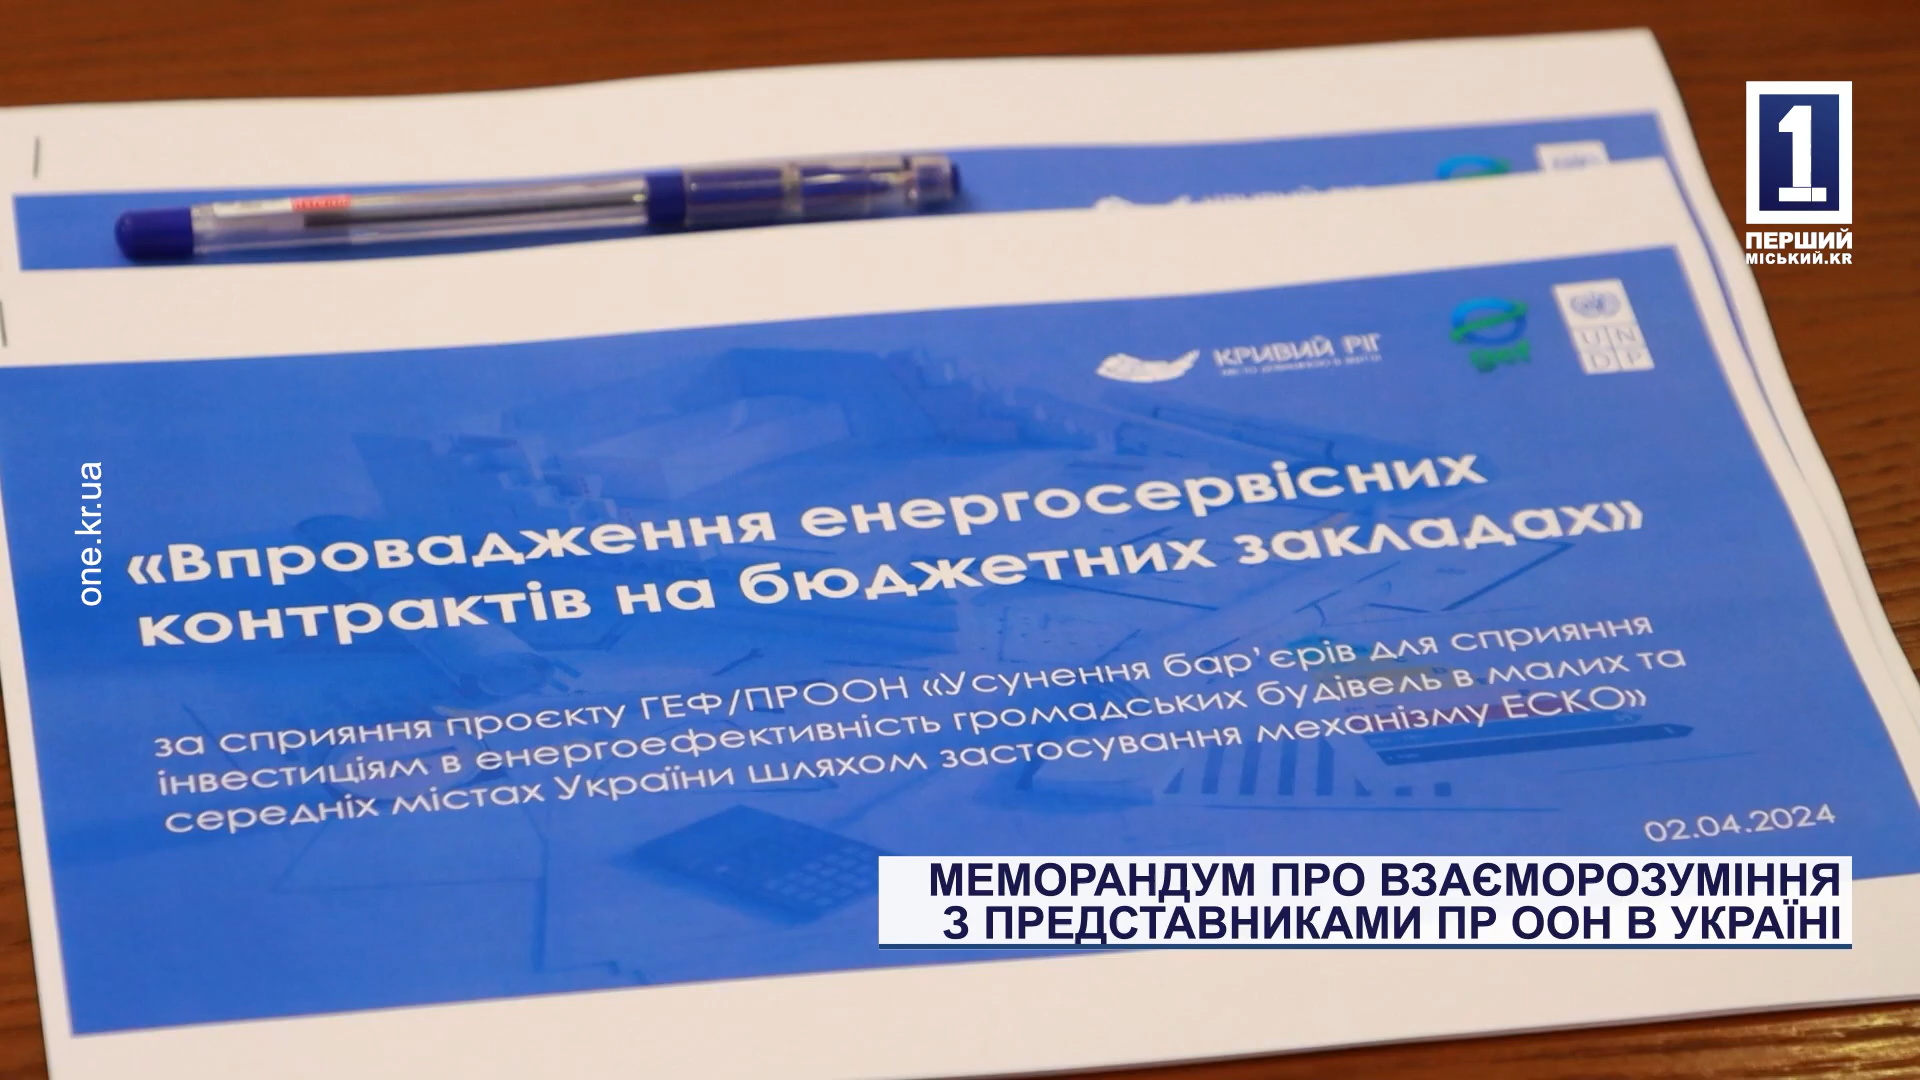 1
ПЕРШИЙ
МІСЬКИЙ.KR
one.kr.ua
КРИВИЙ РІГ
U N
D P
«Впровадження енергосервісних
контрактів на бюджетних закладах»
за сприяння проєкту ГЕФ/ПРООН «Усунення бар’єрів для сприяння
інвестиціям в енергоефективність громадських будівель в малих та
середніх містах України шляхом застосування механізму ЕСКО»
02.04.2024
МЕМОРАНДУМ ПРО ВЗАЄМОРОЗУМІННЯ
З ПРЕДСТАВНИКАМИ ПР ООН В УКРАЇНІ